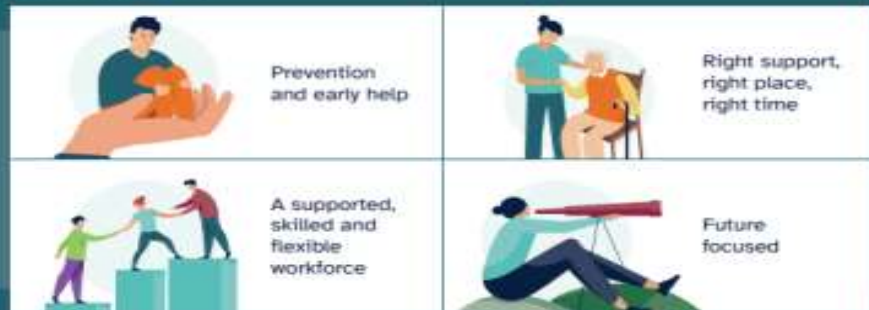 Prevention
and early help
Right support,
right place,
right time
A supported,
skilled and
flexible
workforce
Future
focused